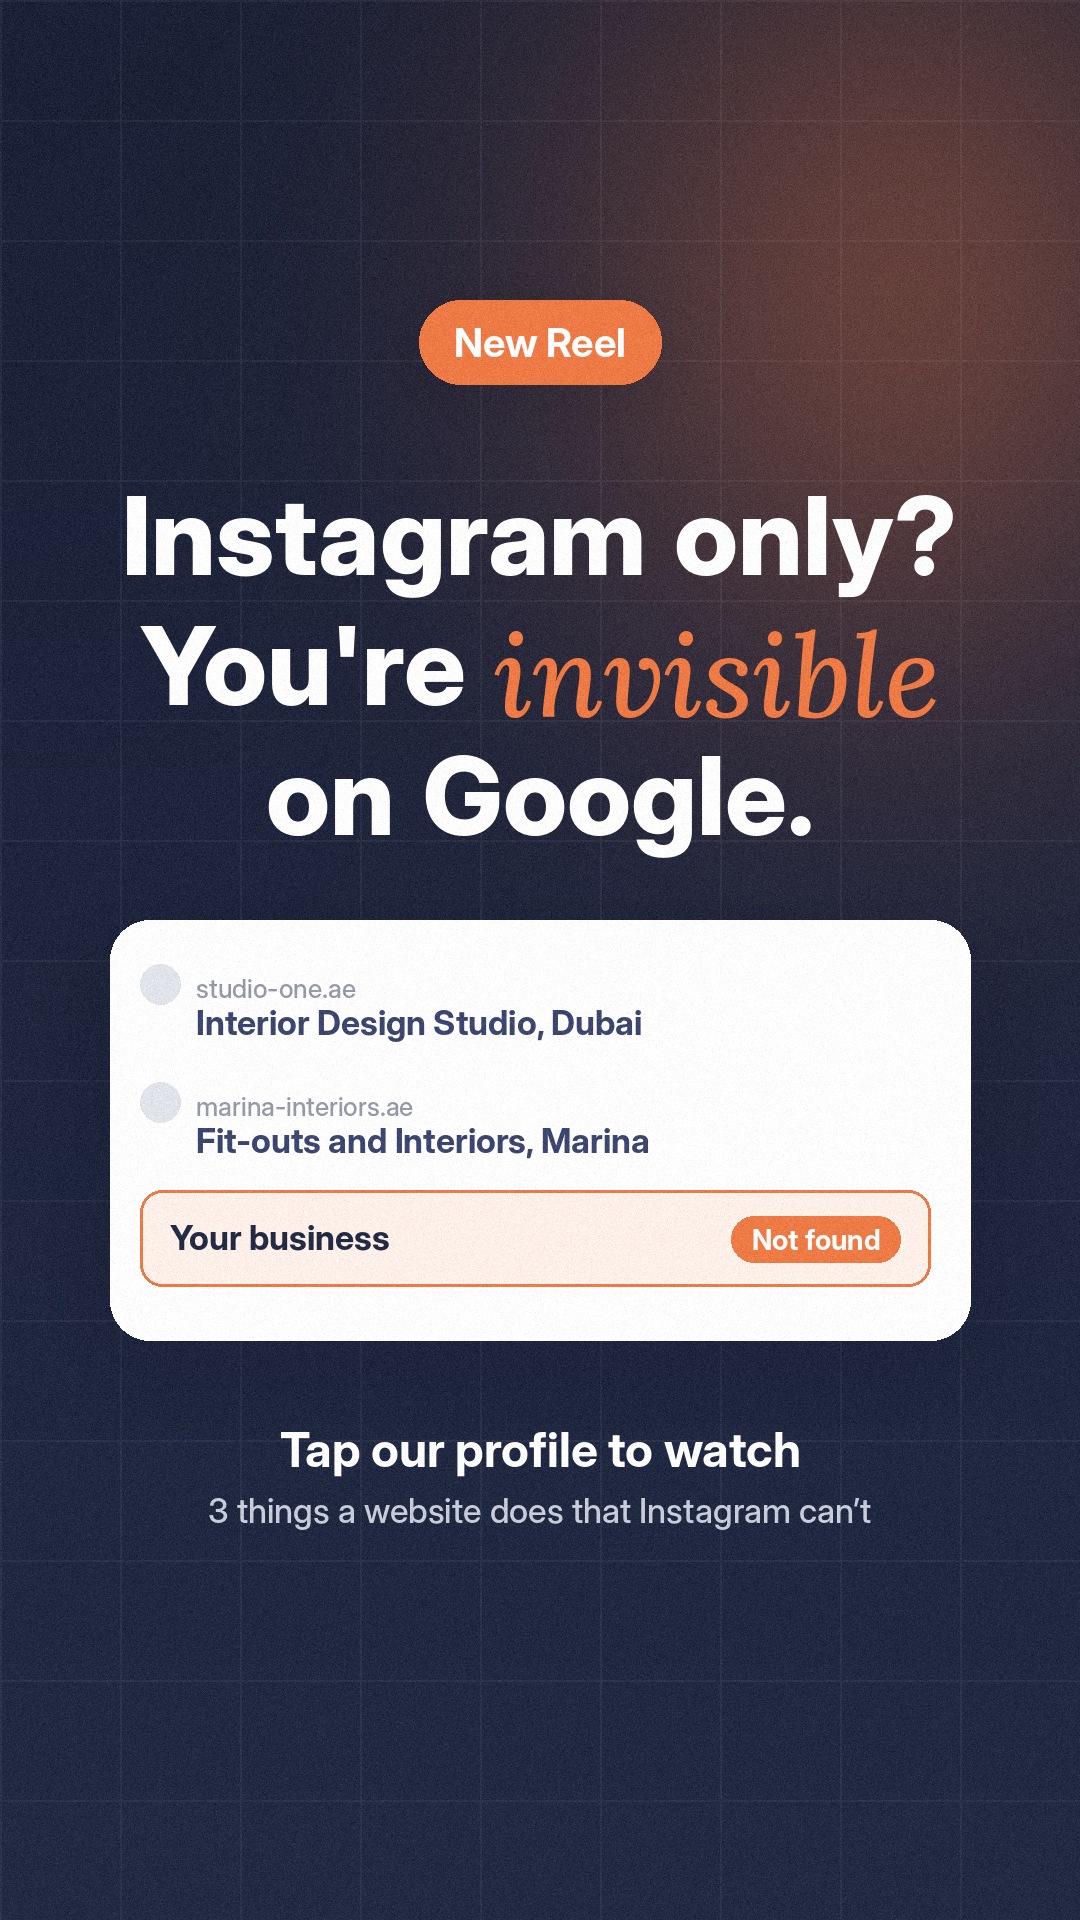 New Reel
Instagram only?
You're invisible
on Google.
studio-one.ae
Interior Design Studio, Dubai
marina-interiors.ae
Fit-outs and Interiors, Marina
Your business
Not found
Tap our profile to watch
3 things a website does that Instagram can’t